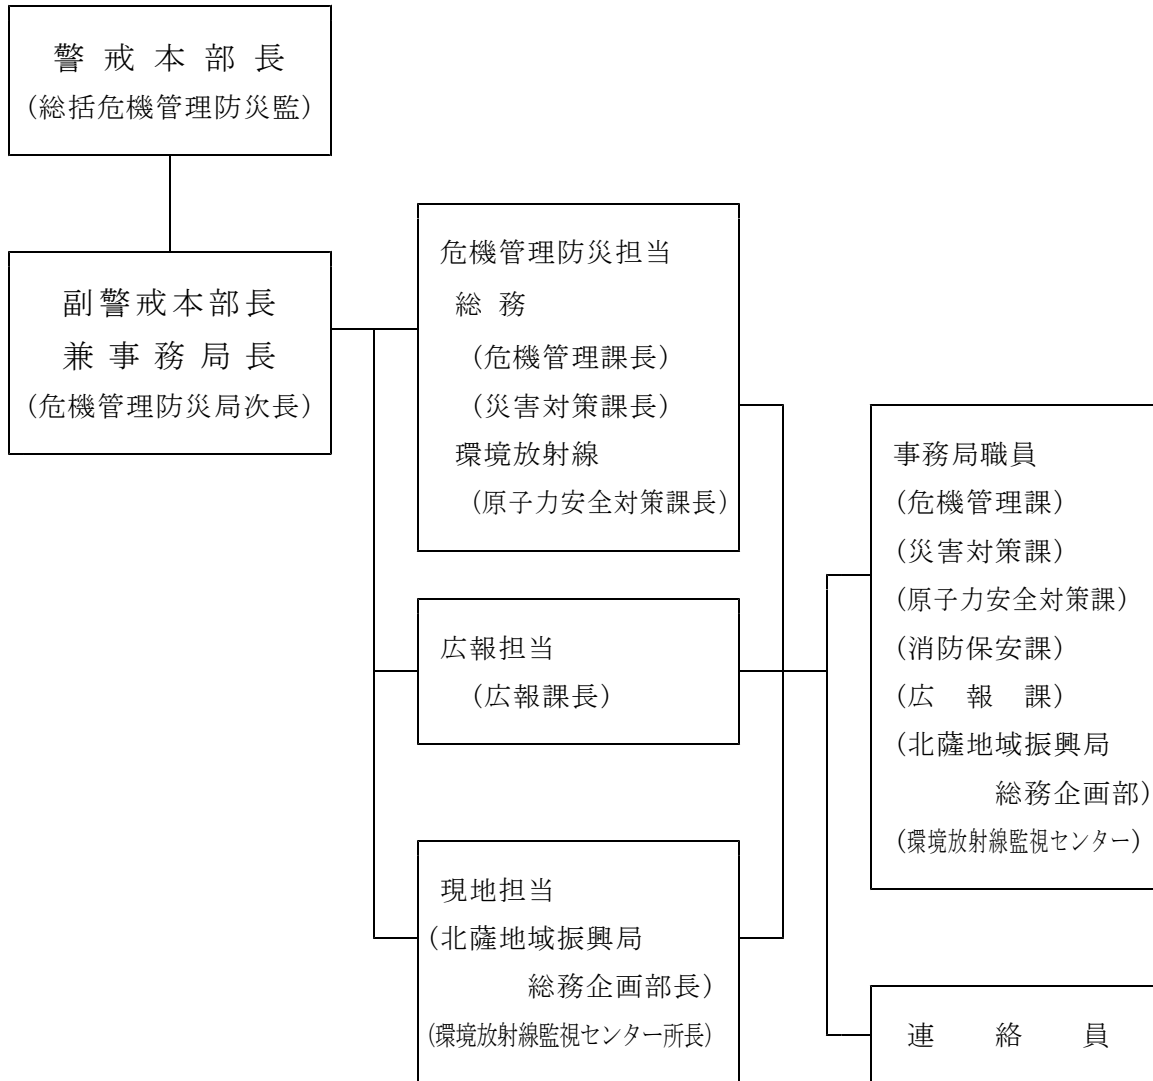 警戒本部長
(総括危機管理防災監)
副警戒本部長
兼事務局長
(危機管理防災局次長)
危機管理防災担当
総務
(危機管理課長)
(災害対策課長)
環境放射線
(原子力安全対策課長)
広報担当
(広報課長)
現地担当
(北薩地域振興局
総務企画部長)
(環境放射線監視センター所長)
事務局職員
(危機管理課)
(災害対策課)
(原子力安全対策課)
(消防保安課)
(広　報　課)
(北薩地域振興局
総務企画部)
(環境放射線監視センター)
連　絡　員